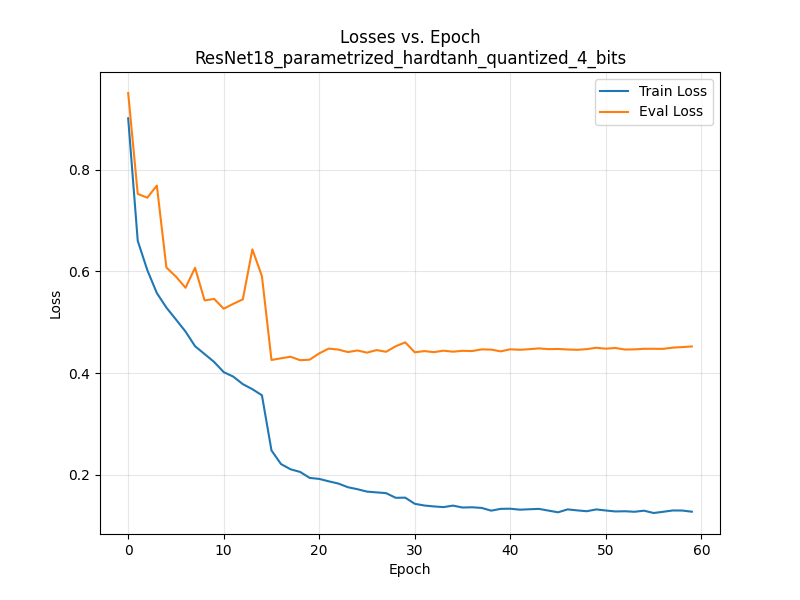 Losses vs. Epoch
ResNet18_parametrized_hardtanh_quantized_4_bits
Train Loss
Eval Loss
0.8
0.6
0.4
0.2
Loss
0
10
20
30
40
50
60
Epoch